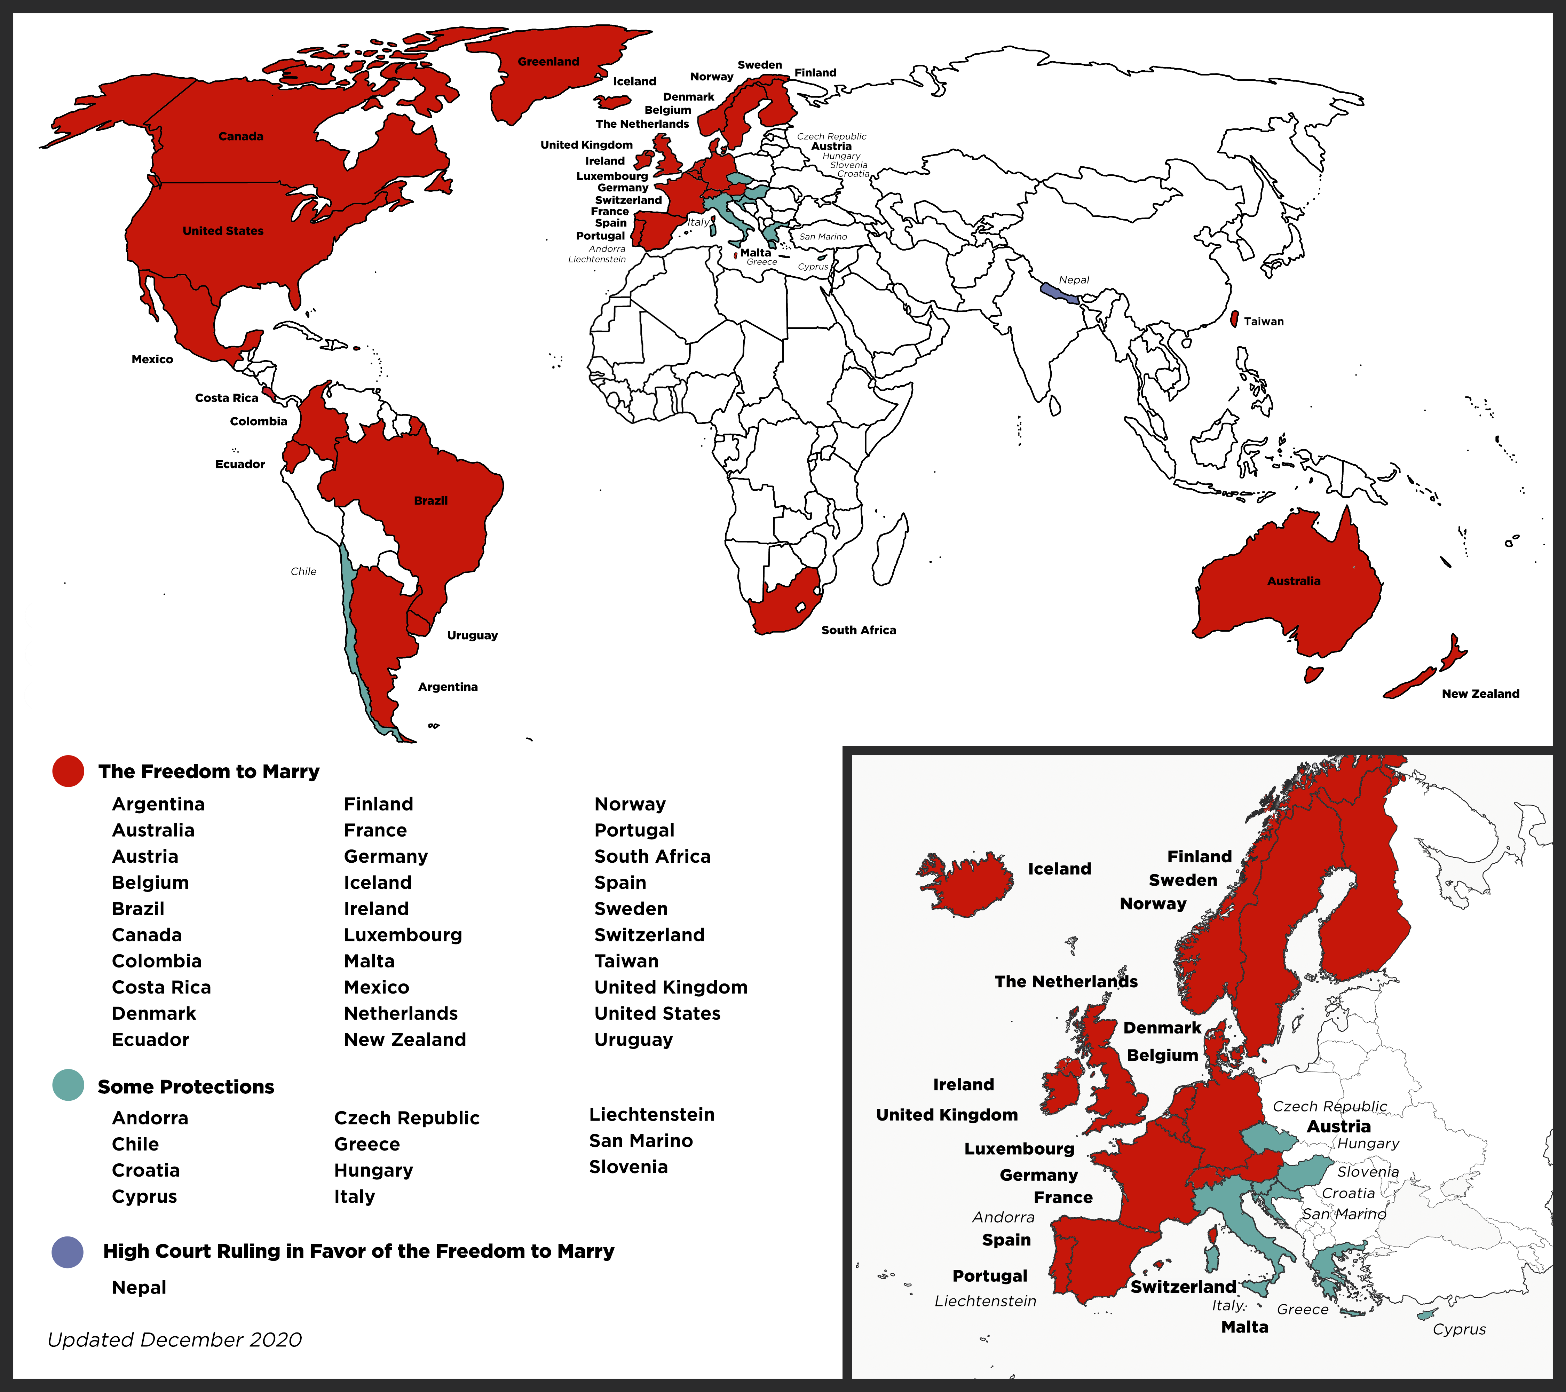 Greenland
Iceland
Sweden
Norway
Finland
Denmark
Belgium
The Netherlands
Canada
Czech Republic
Austria
Hungary
Slovenia
Croatia
United Kingdom
Ireland
Luxembourg
Germany
Switzerland
France
Spain
Portugal
Andorra
Liechtenstein
Italy
San Marino
Malta
Greece
Cyprus
United States
Nepal
Taiwan
Mexico
Costa Rica
Colombia
Ecuador
Brazil
Chile
Australia
Uruguay
South Africa
Argentina
New Zealand
The Freedom to Marry
Argentina
Australia
Austria
Belgium
Brazil
Canada
Colombia
Costa Rica
Denmark
Ecuador
Finland
France
Germany
Iceland
Ireland
Luxembourg
Malta
Mexico
Netherlands
New Zealand
Norway
Portugal
South Africa
Spain
Sweden
Switzerland
Taiwan
United Kingdom
United States
Uruguay
Some Protections
Andorra
Chile
Croatia
Cyprus
Czech Republic
Greece
Hungary
Italy
Liechtenstein
San Marino
Slovenia
High Court Ruling in Favor of the Freedom to Marry
Nepal
Updated December 2020
Iceland
Finland
Sweden
Norway
The Netherlands
Denmark
Belgium
Ireland
United Kingdom
Czech Republic
Austria
Hungary
Luxembourg
Germany
Slovenia
France
Croatia
Andorra
San Marino
Spain
Portugal
Switzerland
Liechtenstein
Italy
Greece
Malta
Cyprus